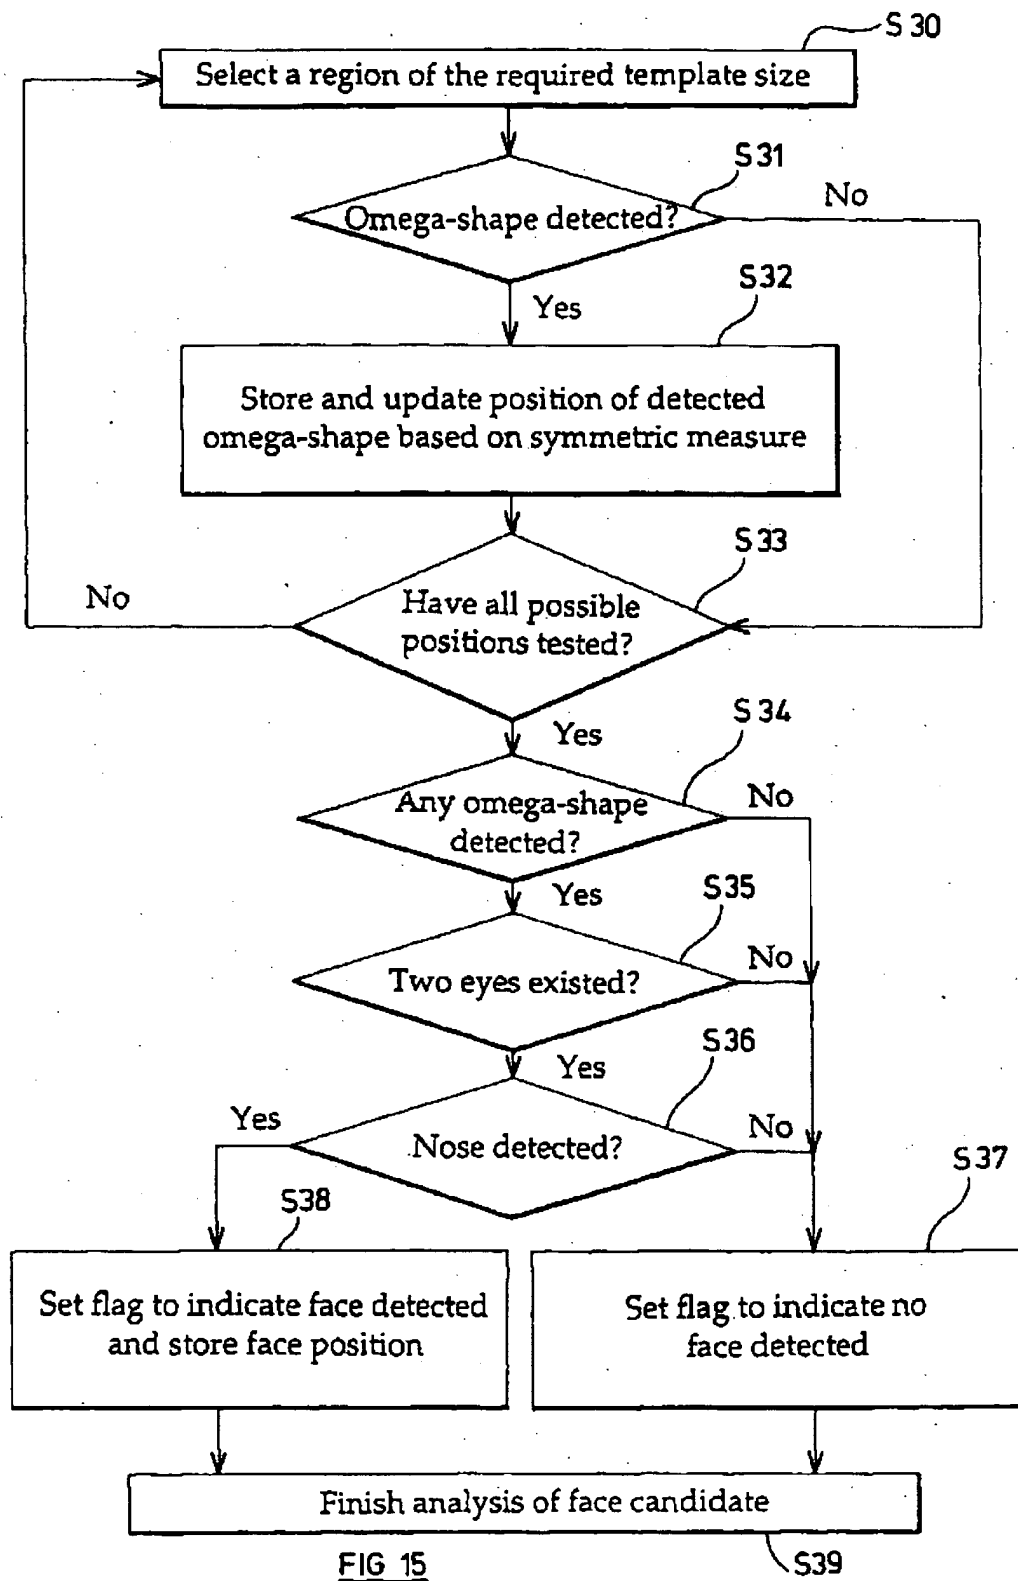 S30
Select a region of the required template size
S31
Omega-shape detected?
No
S32
Yes
Store and update position of detected
omega-shape based on symmetric measure
S33
No
Have all possible
positions tested?
S34
Yes
Any omega-shape
detected?
No
S35
Yes
Two eyes existed?
No
S36
Yes
Yes
Nose detected?
No
S37
S38
Set flag to indicate face detected
and store face position
Set flag to indicate no
face detected
Finish analysis of face candidate
S39
FIG 15